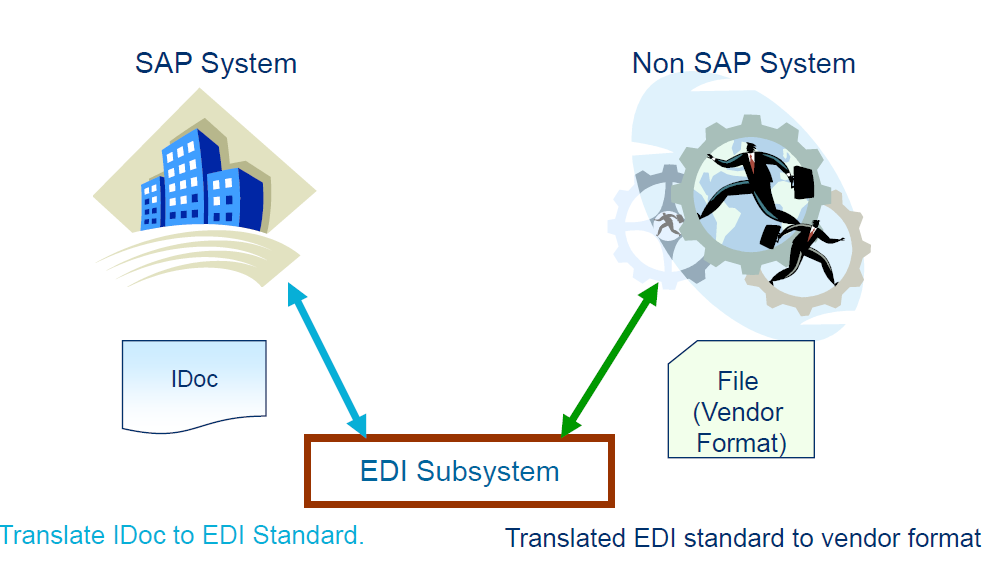 SAP System
Non SAP System
IDoc
File
(Vendor
Format)
EDI Subsystem
Translate IDoc to EDI Standard.
Translated EDI standard to vendor format